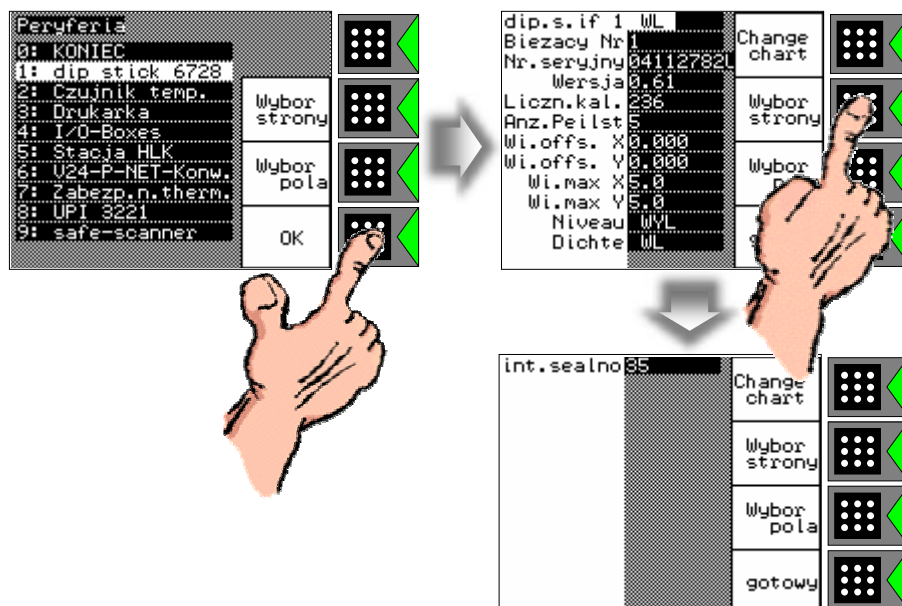 Peryferia
0: KONIEC
1: dip stick 6728
2: Czujnik temp.
3: Drukarka
4: I/O-Boxes
5: Stacja HLK
6: V24-P-NET-Konw.
7: Zabezp.n.therm.
8: UPI 3221
9: safe-scanner
Wybor
strony
Wybor
pola
OK
dip.s.if 1 WL
Biezacy Nr 1
Nr.seryjny 04112782
Wersja 0.61
Liczn.kal. 236
Anz.Peilst 5
Wi.offs. X 0.000
Wi.offs. Y 0.000
Wi.max X 5.0
Wi.max Y 5.0
Niveau WYL
Dichte WL
Change
chart
Wybor
strony
Wybor
int.sealno 35
Change
chart
Wybor
strony
Wybor
pola
gotowy